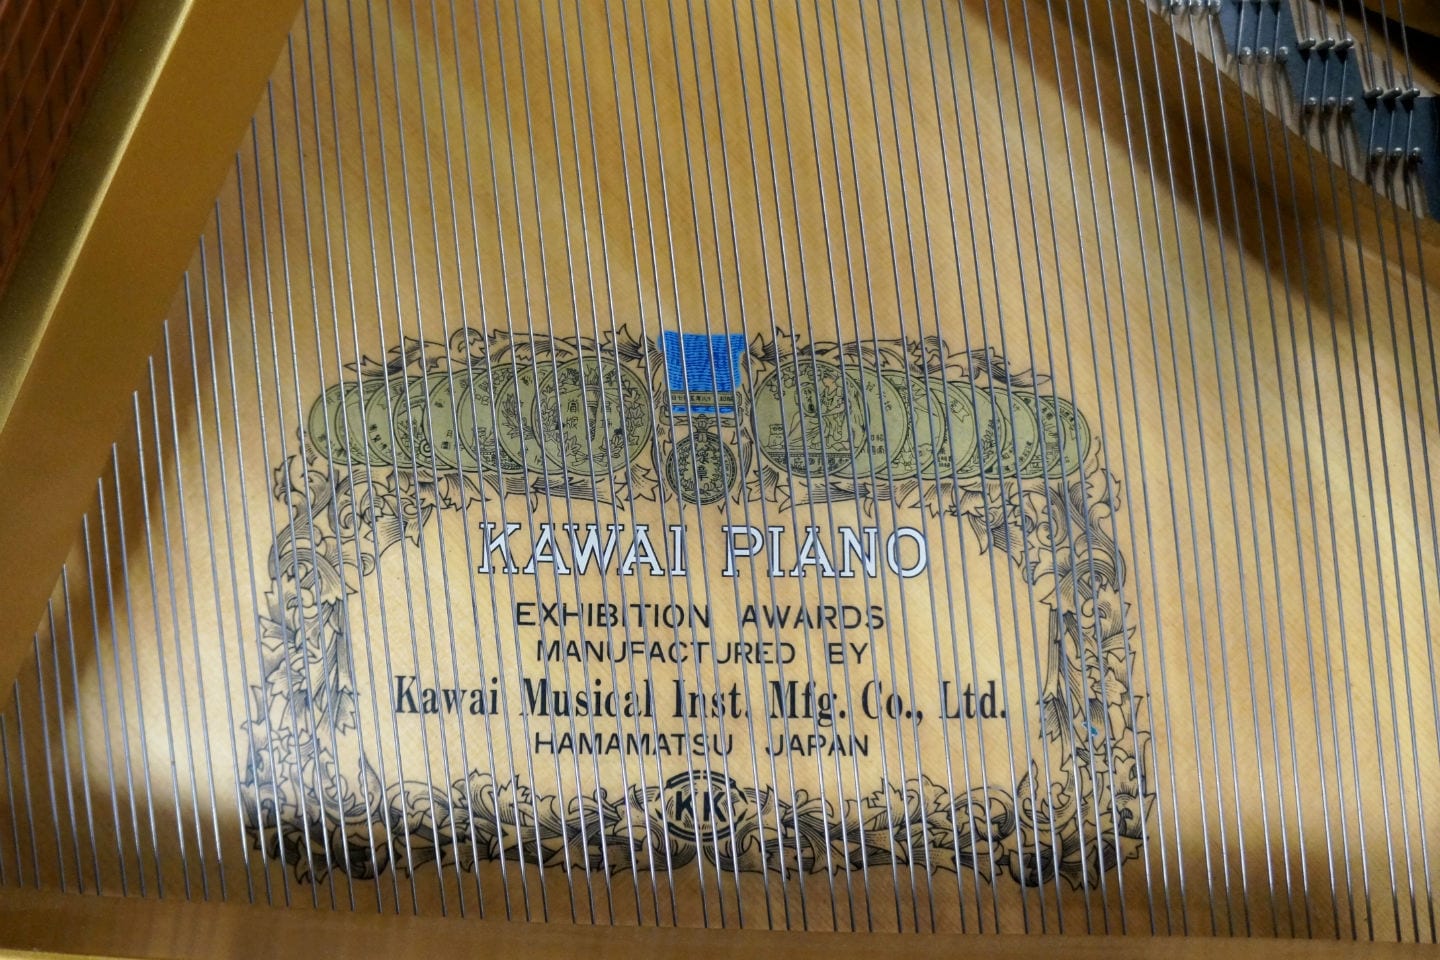 KAWAI PIANO
EXHIBITION AWARDS
MANUFACTURED BY
Kawai Musical Inst. Mfg. Co., Ltd.
HAMAMATSU JAPAN
KK